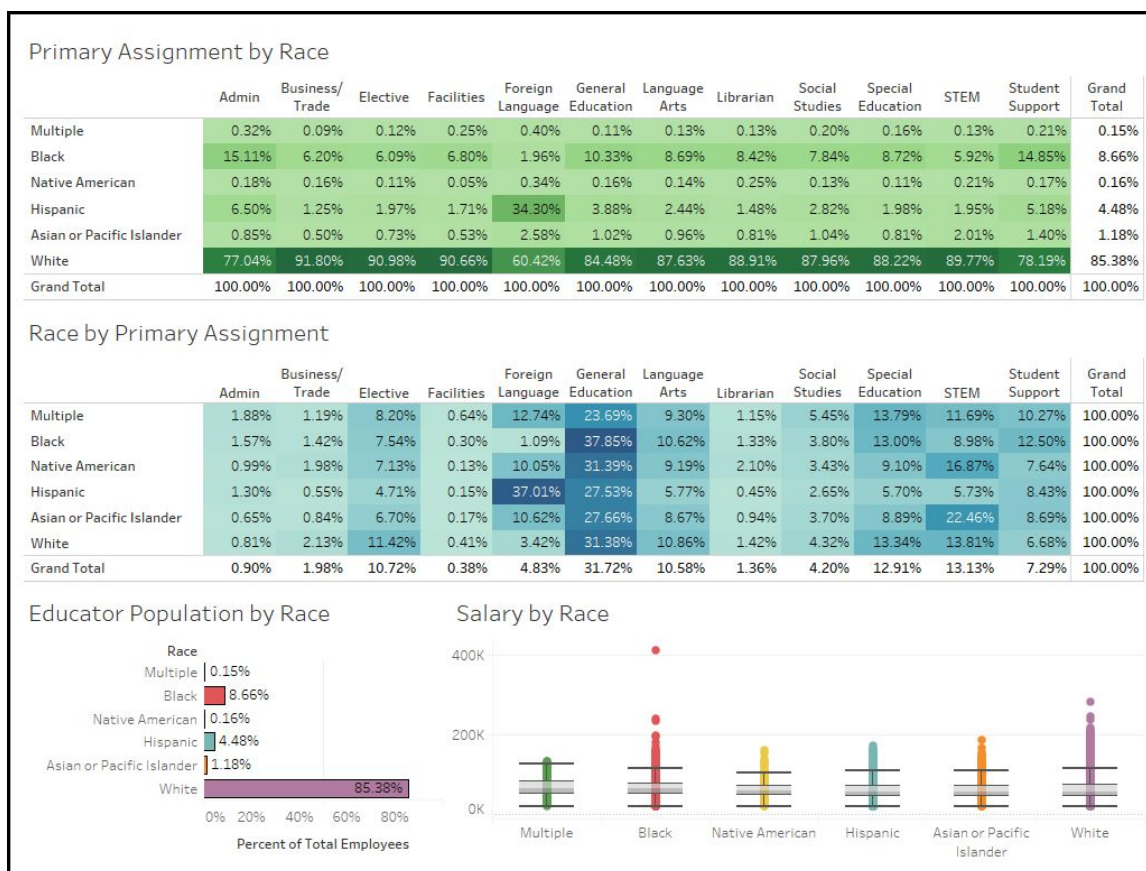 Primary Assignment by Race
Admin Business/ Trade Elective Facilities Foreign Language General Education Language Arts Librarian Social Studies Special Education STEM Student Support Grand Total
Multiple 0.32% 0.09% 0.12% 0.25% 0.40% 0.11% 0.13% 0.13% 0.20% 0.16% 0.13% 0.21% 0.15%
Black 15.11% 6.20% 6.09% 6.80% 1.96% 10.33% 8.69% 8.42% 7.84% 8.72% 5.92% 14.85% 8.66%
Native American 0.18% 0.16% 0.11% 0.05% 0.34% 0.16% 0.14% 0.25% 0.13% 0.11% 0.21% 0.17% 0.16%
Hispanic 6.50% 1.25% 1.97% 1.71% 34.30% 3.88% 2.44% 1.48% 2.82% 1.98% 1.95% 5.18% 4.48%
Asian or Pacific Islander 0.85% 0.50% 0.73% 0.53% 2.58% 1.02% 0.96% 0.81% 1.04% 0.81% 2.01% 1.40% 1.18%
White 77.04% 91.80% 90.98% 90.66% 60.42% 84.48% 87.63% 88.91% 87.96% 88.22% 89.77% 78.19% 85.38%
Grand Total 100.00% 100.00% 100.00% 100.00% 100.00% 100.00% 100.00% 100.00% 100.00% 100.00% 100.00% 100.00% 100.00%
Race by Primary Assignment
Admin Business/ Trade Elective Facilities Foreign Language General Education Language Arts Librarian Social Studies Special Education STEM Student Support Grand Total
Multiple 1.88% 1.19% 8.20% 0.64% 12.74% 23.69% 9.30% 1.15% 5.45% 13.79% 11.69% 10.27% 100.00%
Black 1.57% 1.42% 7.54% 0.30% 1.09% 37.85% 10.62% 1.33% 3.80% 13.00% 8.98% 12.50% 100.00%
Native American 0.99% 1.98% 7.13% 0.13% 10.05% 31.39% 9.19% 2.10% 3.43% 9.10% 16.87% 7.64% 100.00%
Hispanic 1.30% 0.55% 4.71% 0.15% 37.01% 27.53% 5.77% 0.45% 2.65% 5.70% 5.73% 8.43% 100.00%
Asian or Pacific Islander 0.65% 0.84% 6.70% 0.17% 10.62% 27.66% 8.67% 0.94% 3.70% 8.89% 22.46% 8.69% 100.00%
White 0.81% 2.13% 11.42% 0.41% 3.42% 31.38% 10.86% 1.42% 4.32% 13.34% 13.81% 6.68% 100.00%
Grand Total 0.90% 1.98% 10.72% 0.38% 4.83% 31.72% 10.58% 1.36% 4.20% 12.91% 13.13% 7.29% 100.00%
Educator Population by Race
Race
Multiple 0.15%
Black 8.66%
Native American 0.16%
Hispanic 4.48%
Asian or Pacific Islander 1.18%
White 85.38%
0% 20% 40% 60% 80%
Percent of Total Employees
Salary by Race
400K
200K
0K
Multiple Black Native American Hispanic Asian or Pacific Islander White